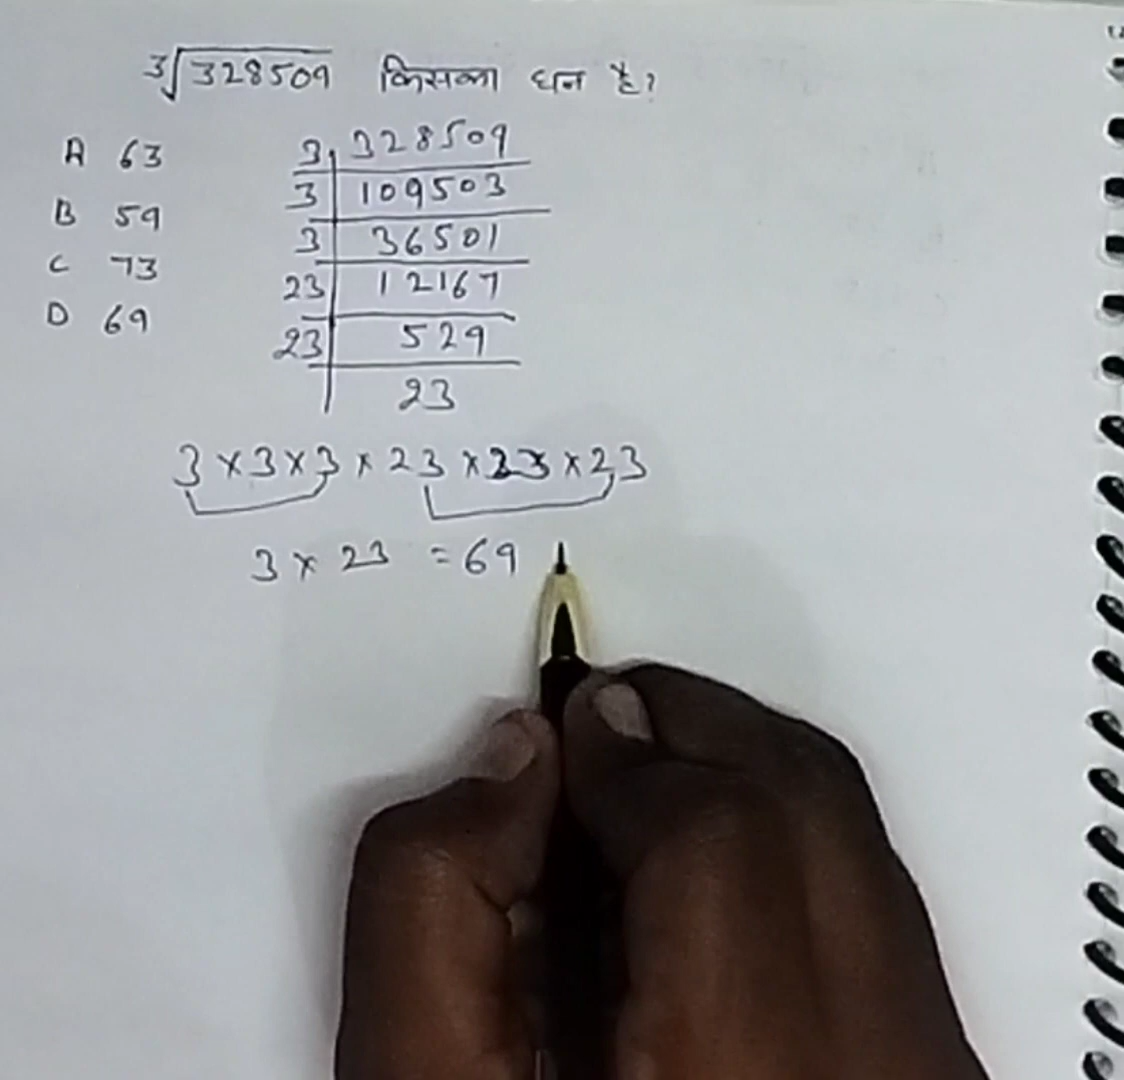 ∛328509 किसका घन है?
A 63
B 59
C 73
D 69
3 328509
3 109503
3 36501
23 12167
23 529
23
3 × 3 × 3 × 23 × 23 × 23
3 × 23 = 69